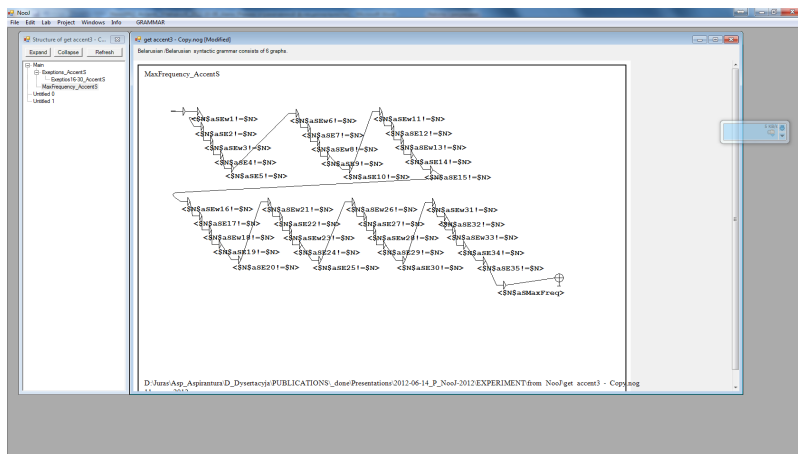 NooJ
File Edit Lab Project Windows Info GRAMMAR
Structure of get accent3 - C...
Expand Collapse Refresh
Main
Exeptions_AccentS
Exeptios16-30_AccentS
MaxFrequency_AccentS
Untitled 0
Untitled 1
get accent3 - Copy.nog [Modified]
Belarusian /Belarusian syntactic grammar consists of 6 graphs.
MaxFrequency_AccentS
<$N$aSEw1!=$N>
<$N$aSE2!=$N>
<$N$aSEw3!=$N>
<$N$aSE4!=$N>
<$N$aSE5!=$N>
<$N$aSEw6!=$N>
<$N$aSE7!=$N>
<$N$aSEw8!=$N>
<$N$aSE9!=$N>
<$N$aSE10!=$N>
<$N$aSEw11!=$N>
<$N$aSE12!=$N>
<$N$aSEw13!=$N>
<$N$aSE14!=$N>
<$N$aSE15!=$N>
<$N$aSEw16!=$N>
<$N$aSE17!=$N>
<$N$aSEw18!=$N>
<$N$aSE19!=$N>
<$N$aSE20!=$N>
<$N$aSEw21!=$N>
<$N$aSE22!=$N>
<$N$aSEw23!=$N>
<$N$aSE24!=$N>
<$N$aSE25!=$N>
<$N$aSEw26!=$N>
<$N$aSE27!=$N>
<$N$aSEw28!=$N>
<$N$aSE29!=$N>
<$N$aSE30!=$N>
<$N$aSEw31!=$N>
<$N$aSE32!=$N>
<$N$aSEw33!=$N>
<$N$aSE34!=$N>
<$N$aSE35!=$N>
<$N$aSMaxFreq>
D:\Juras\Asp_Aspirantura\D_Dysertacyja\PUBLICATIONS\_done\Presentations\2012-06-14_P_NooJ-2012\EXPERIMENT\from NooJ\get accent3 - Copy.nog